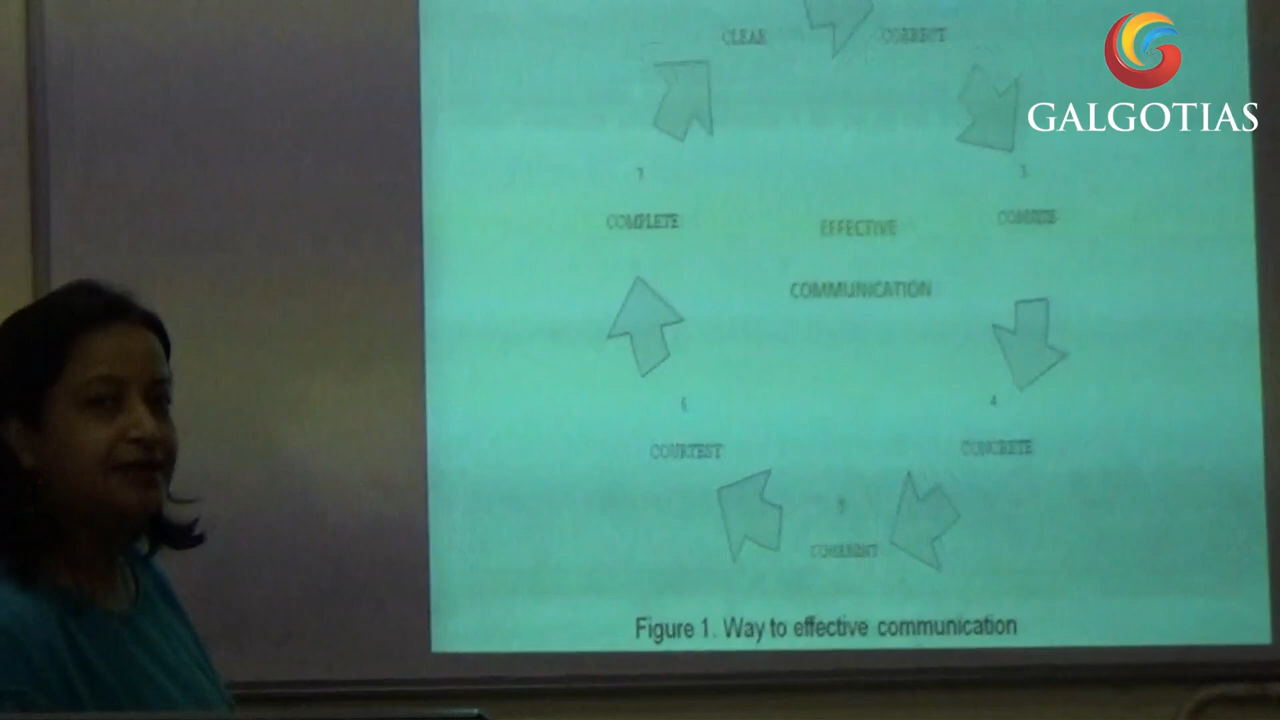 CLEAR
CORRECT
GALGOTIAS
7
3
COMPLETE
EFFECTIVE
COMMUNICATION
6
4
COURTEST
CONCRETE
5
COHERENT
Figure 1. Way to effective communication